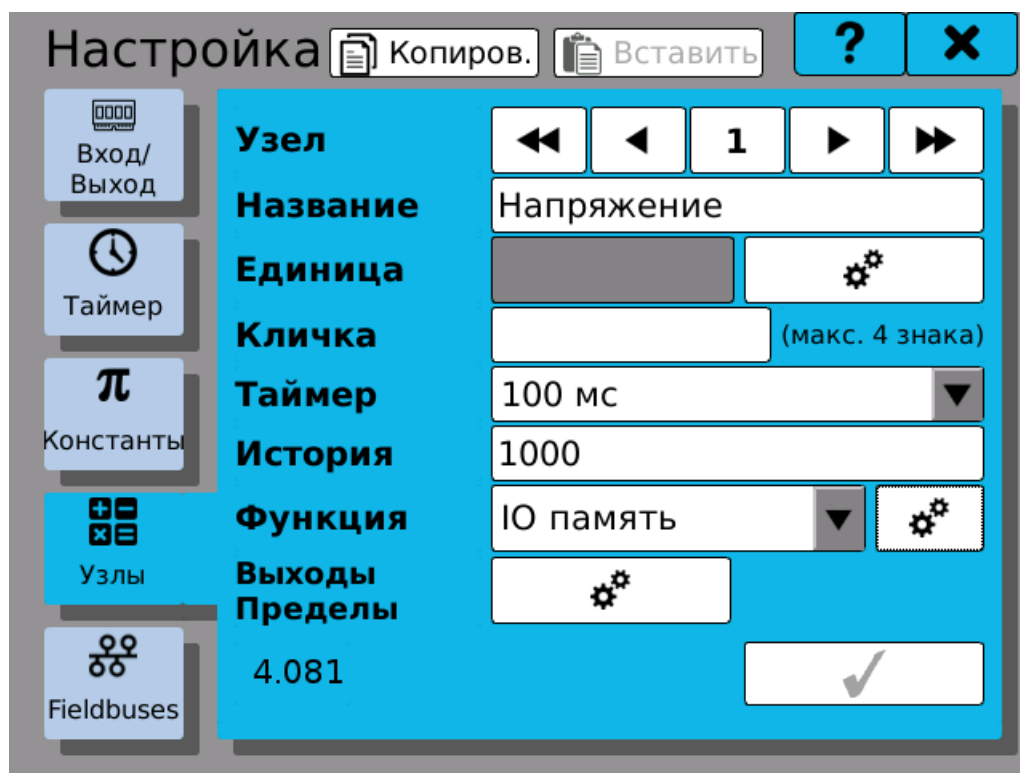 Настройка
Копиров.
Вставить
?
Вход/
Выход
Таймер
π
Константы
Узлы
Fieldbuses
Узел
1
Название
Напряжение
Единица
Кличка
(макс. 4 знака)
Таймер
100 мс
История
1000
Функция
IO память
Выходы
Пределы
4.081